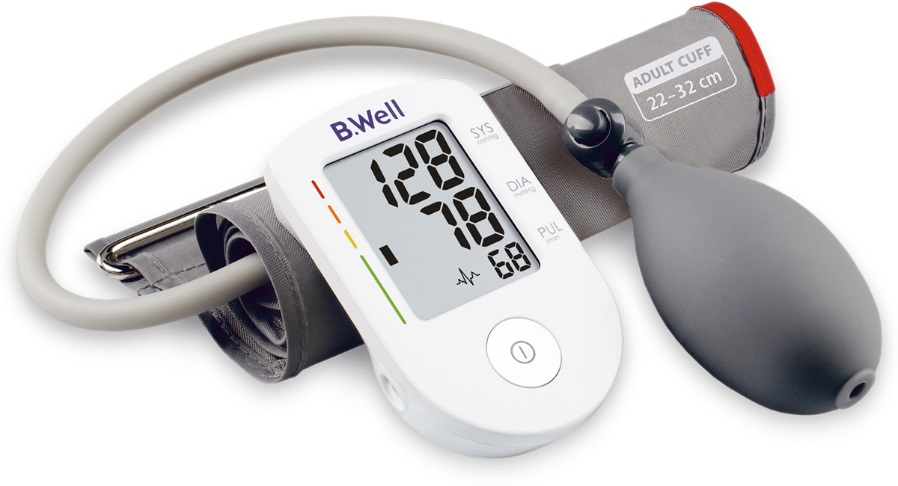 B.Well
128
SYS
mmHg
78
DIA
mmHg
68
PUL
/min
ADULT CUFF
22-32 cm